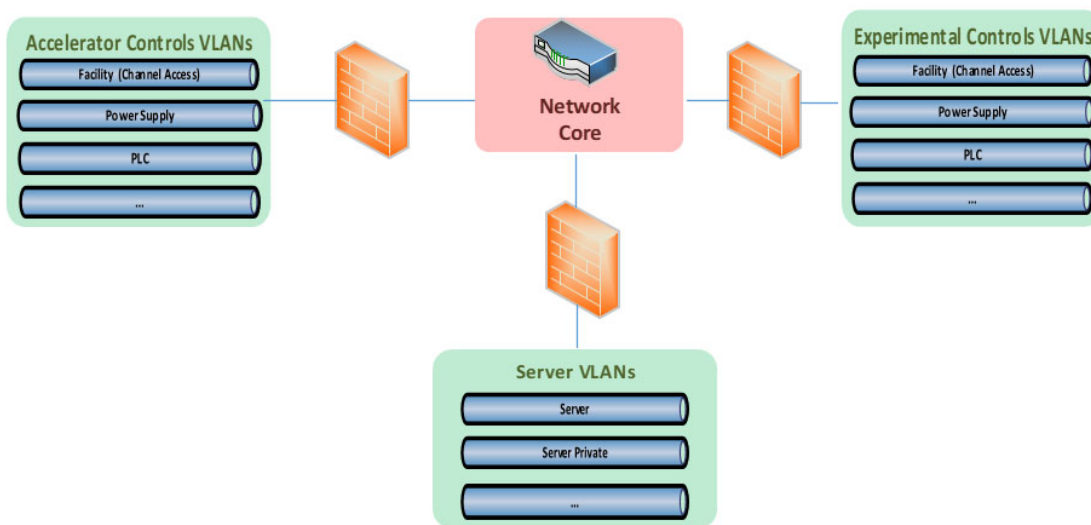 Accelerator Controls VLANs
Facility (Channel Access)
Power Supply
PLC
...
Network
Core
Experimental Controls VLANs
Facility (Channel Access)
Power Supply
PLC
...
Server VLANs
Server
Server Private
...